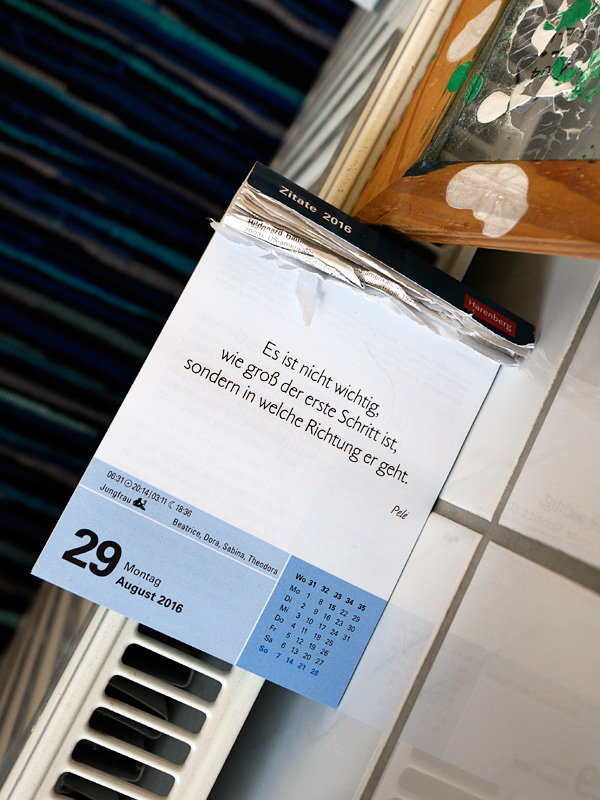 Zitate 2016
Harenberg
Es ist nicht wichtig,
wie groß der erste Schritt ist,
sondern in welche Richtung er geht.
Pelé
06:31 20:14 | 03:11 18:36
Jungfrau
Beatrice, Dora, Sabina, Theodora
29 Montag
August 2016
Wo 31 32 33 34 35
Mo 1 8 15 22 29
Di 2 9 16 23 30
Mi 3 10 17 24 31
Do 4 11 18 25
Fr 5 12 19 26
Sa 6 13 20 27
So 7 14 21 28